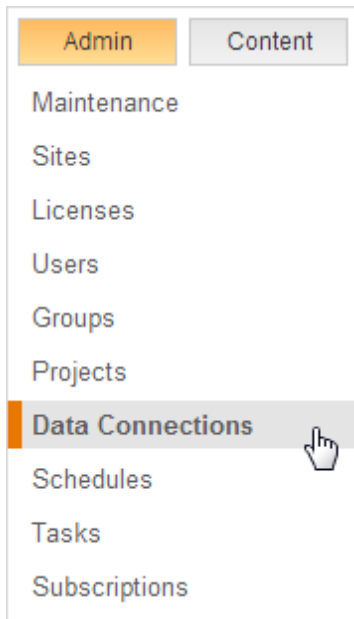 Admin Content
Maintenance
Sites
Licenses
Users
Groups
Projects
Data Connections
Schedules
Tasks
Subscriptions